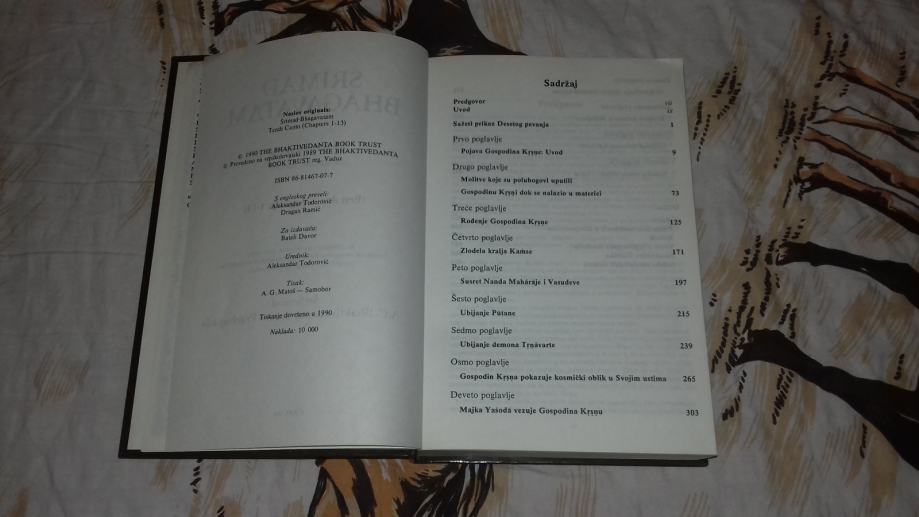 Naslov originala:
Śrimad-Bhāgavatam
Tenth Canto (Chapters 1-13)
© 1990 THE BHAKTIVEDANTA BOOK TRUST
© Prevedeno na srpskohrvatski 1989 THE BHAKTIVEDANTA
BOOK TRUST reg. Vaduz
ISBN 86-81467-07-7
S engleskog preveli:
Aleksandar Todorović
Dragan Ramić
Za izdavača:
Bateli Davor
Urednik:
Aleksandar Todorović
Tisak:
A. G. Matoš — Samobor
Tiskanje dovršeno u 1990
Naklada: 10 000
Sadržaj
Predgovor vii
Uvod ix
Sažeti prikaz Desetog pevanja 1
Prvo poglavlje
Pojava Gospodina Kṛṣṇe: Uvod 9
Drugo poglavlje
Molitve koje su polubogovi uputili
Gospodinu Kṛṣṇi dok se nalazio u materici 73
Treće poglavlje
Rođenje Gospodina Kṛṣṇe 125
Četvrto poglavlje
Zlodela kralja Kaṁse 171
Peto poglavlje
Susret Nanda Mahārāje i Vasudeve 197
Šesto poglavlje
Ubijanje Pūtane 215
Sedmo poglavlje
Ubijanje demona Tṛṇāvarte 239
Osmo poglavlje
Gospodin Kṛṣṇa pokazuje kosmički oblik u Svojim ustima 265
Deveto poglavlje
Majka Yaśodā vezuje Gospodina Kṛṣṇu 303